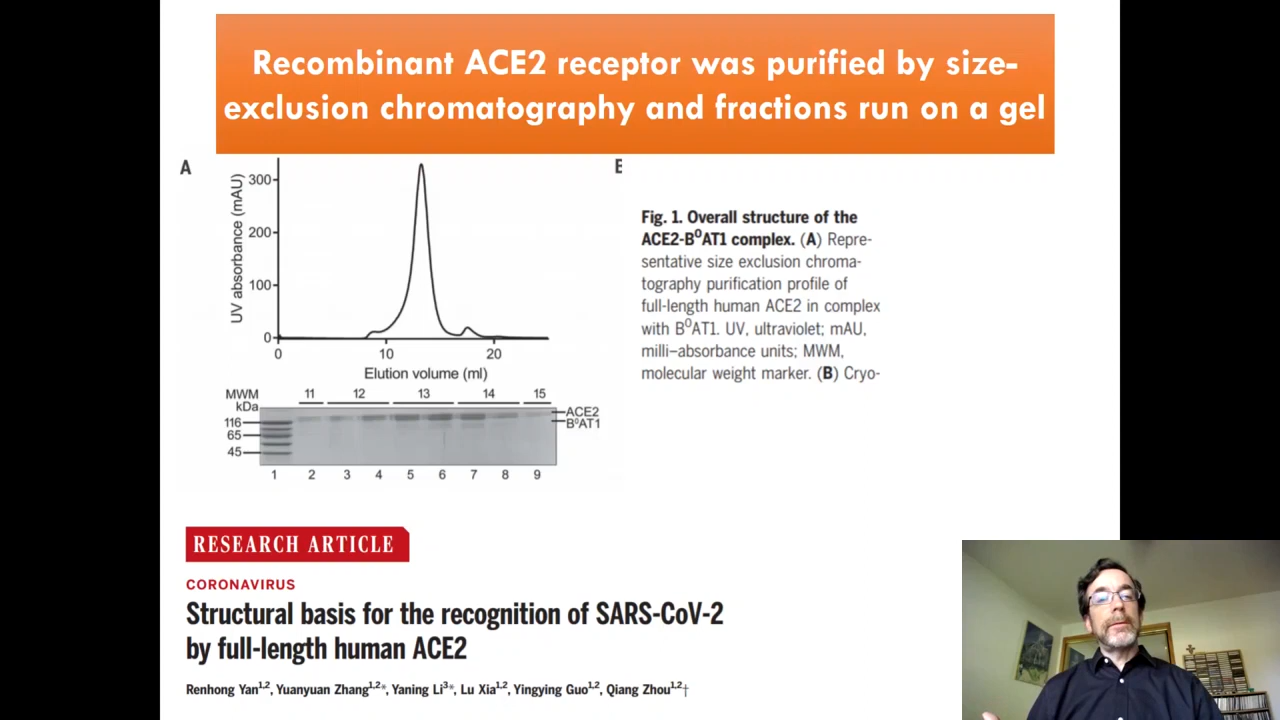 Recombinant ACE2 receptor was purified by size-
exclusion chromatography and fractions run on a gel
A
UV absorbance (mAU)
300
200
100
0
0 10 20
Elution volume (ml)
MWM 11 12 13 14 15
kDa
ACE2
116 B⁰AT1
65
45
1 2 3 4 5 6 7 8 9
Fig. 1. Overall structure of the
ACE2-B⁰AT1 complex. (A) Repre-
sentative size exclusion chroma-
tography purification profile of
full-length human ACE2 in complex
with B⁰AT1. UV, ultraviolet; mAU,
milli–absorbance units; MWM,
molecular weight marker. (B) Cryo-
RESEARCH ARTICLE
CORONAVIRUS
Structural basis for the recognition of SARS-CoV-2
by full-length human ACE2
Renhong Yan1,2, Yuanyuan Zhang1,2*, Yaning Li3*, Lu Xia1,2, Yingying Guo1,2, Qiang Zhou1,2†